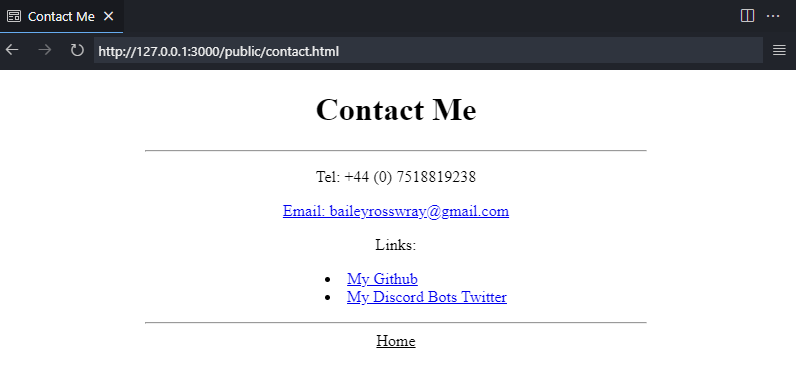 Contact Me
http://127.0.0.1:3000/public/contact.html
Contact Me
Tel: +44 (0) 7518819238
Email: baileyrosswray@gmail.com
Links:
My Github
My Discord Bots Twitter
Home